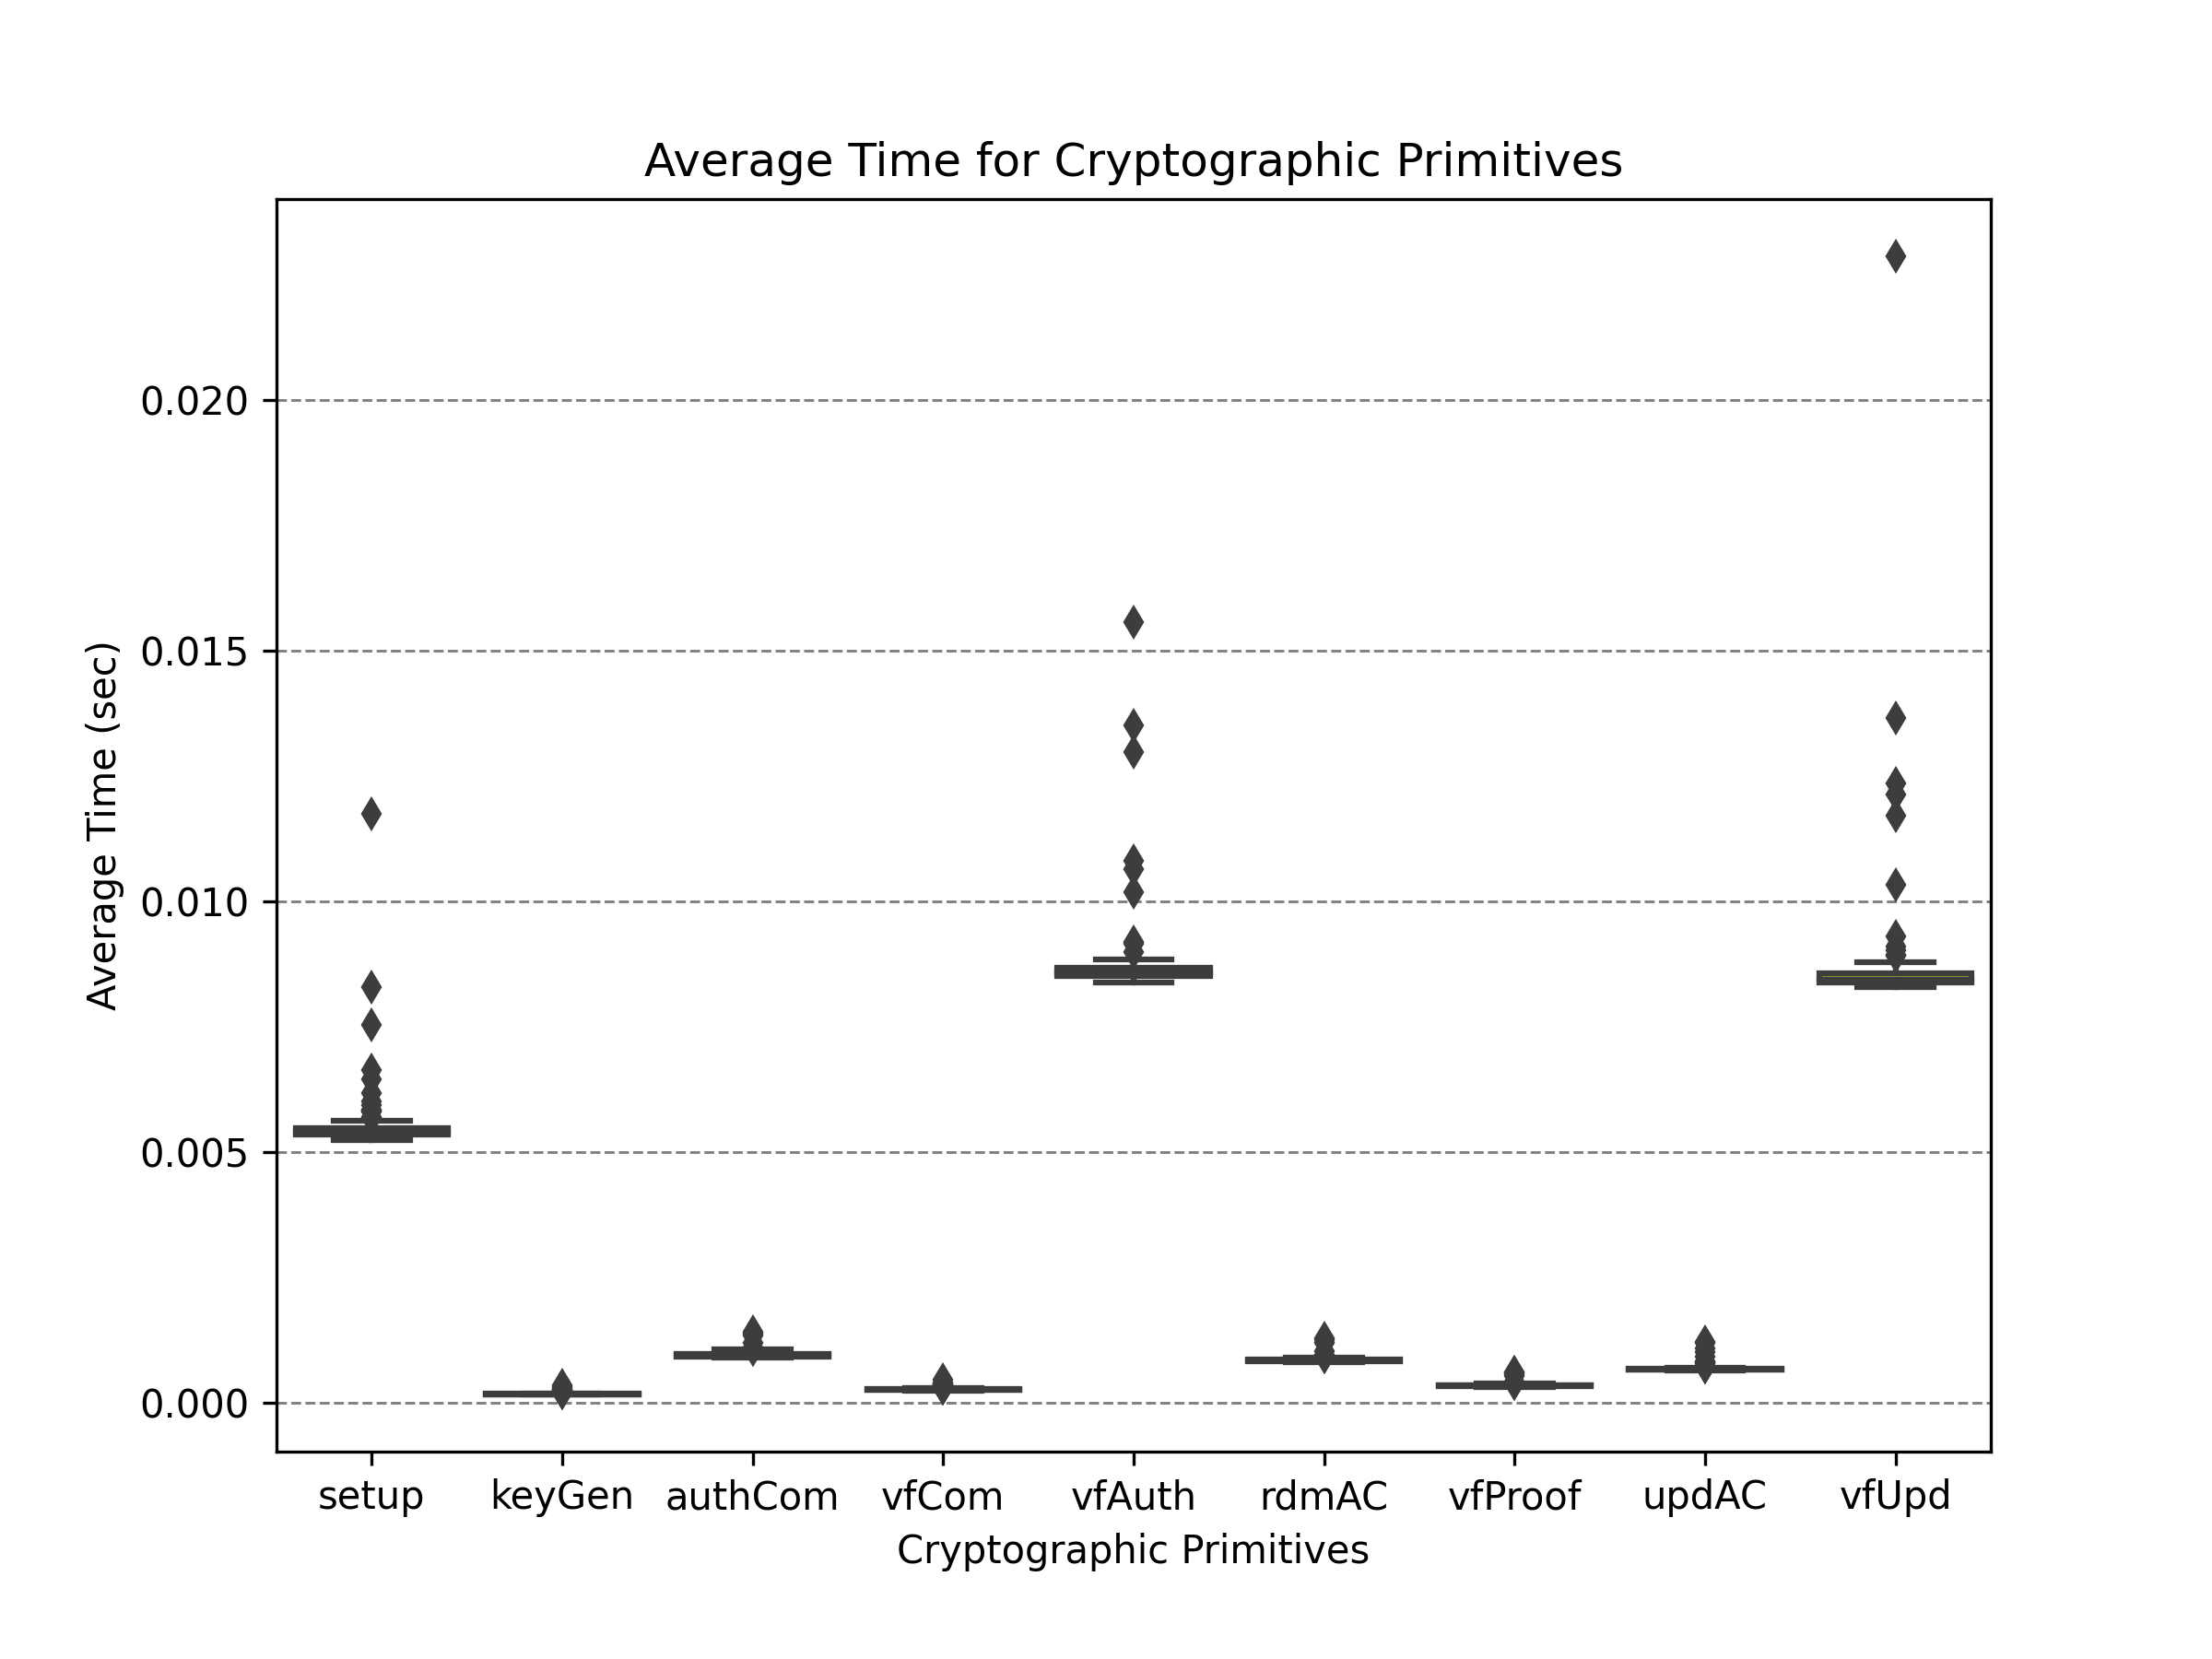 Average Time for Cryptographic Primitives
Average Time (sec)
0.020
0.015
0.010
0.005
0.000
setup keyGen authCom vfCom vfAuth rdmAC vfProof updAC vfUpd
Cryptographic Primitives